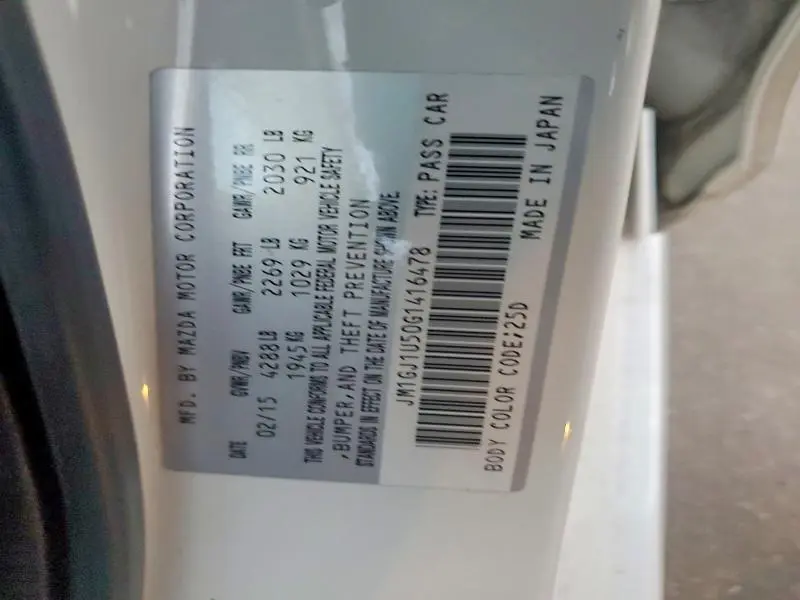 MFD. BY MAZDA MOTOR CORPORATION
DATE GVWR/PNBV GAWR/PNBE FRT GAWR/PNBE RR
02/15 4288LB 2269 LB 2030 LB
1945KG 1029 KG 921 KG
THIS VEHICLE CONFORMS TO ALL APPLICABLE FEDERAL MOTOR VEHICLE SAFETY
, BUMPER, AND THEFT PREVENTION
STANDARDS IN EFFECT ON THE DATE OF MANUFACTURE SHOWN ABOVE.
JM1GJ1U50G1416478 TYPE: PASS CAR
BODY COLOR CODE;25D MADE IN JAPAN